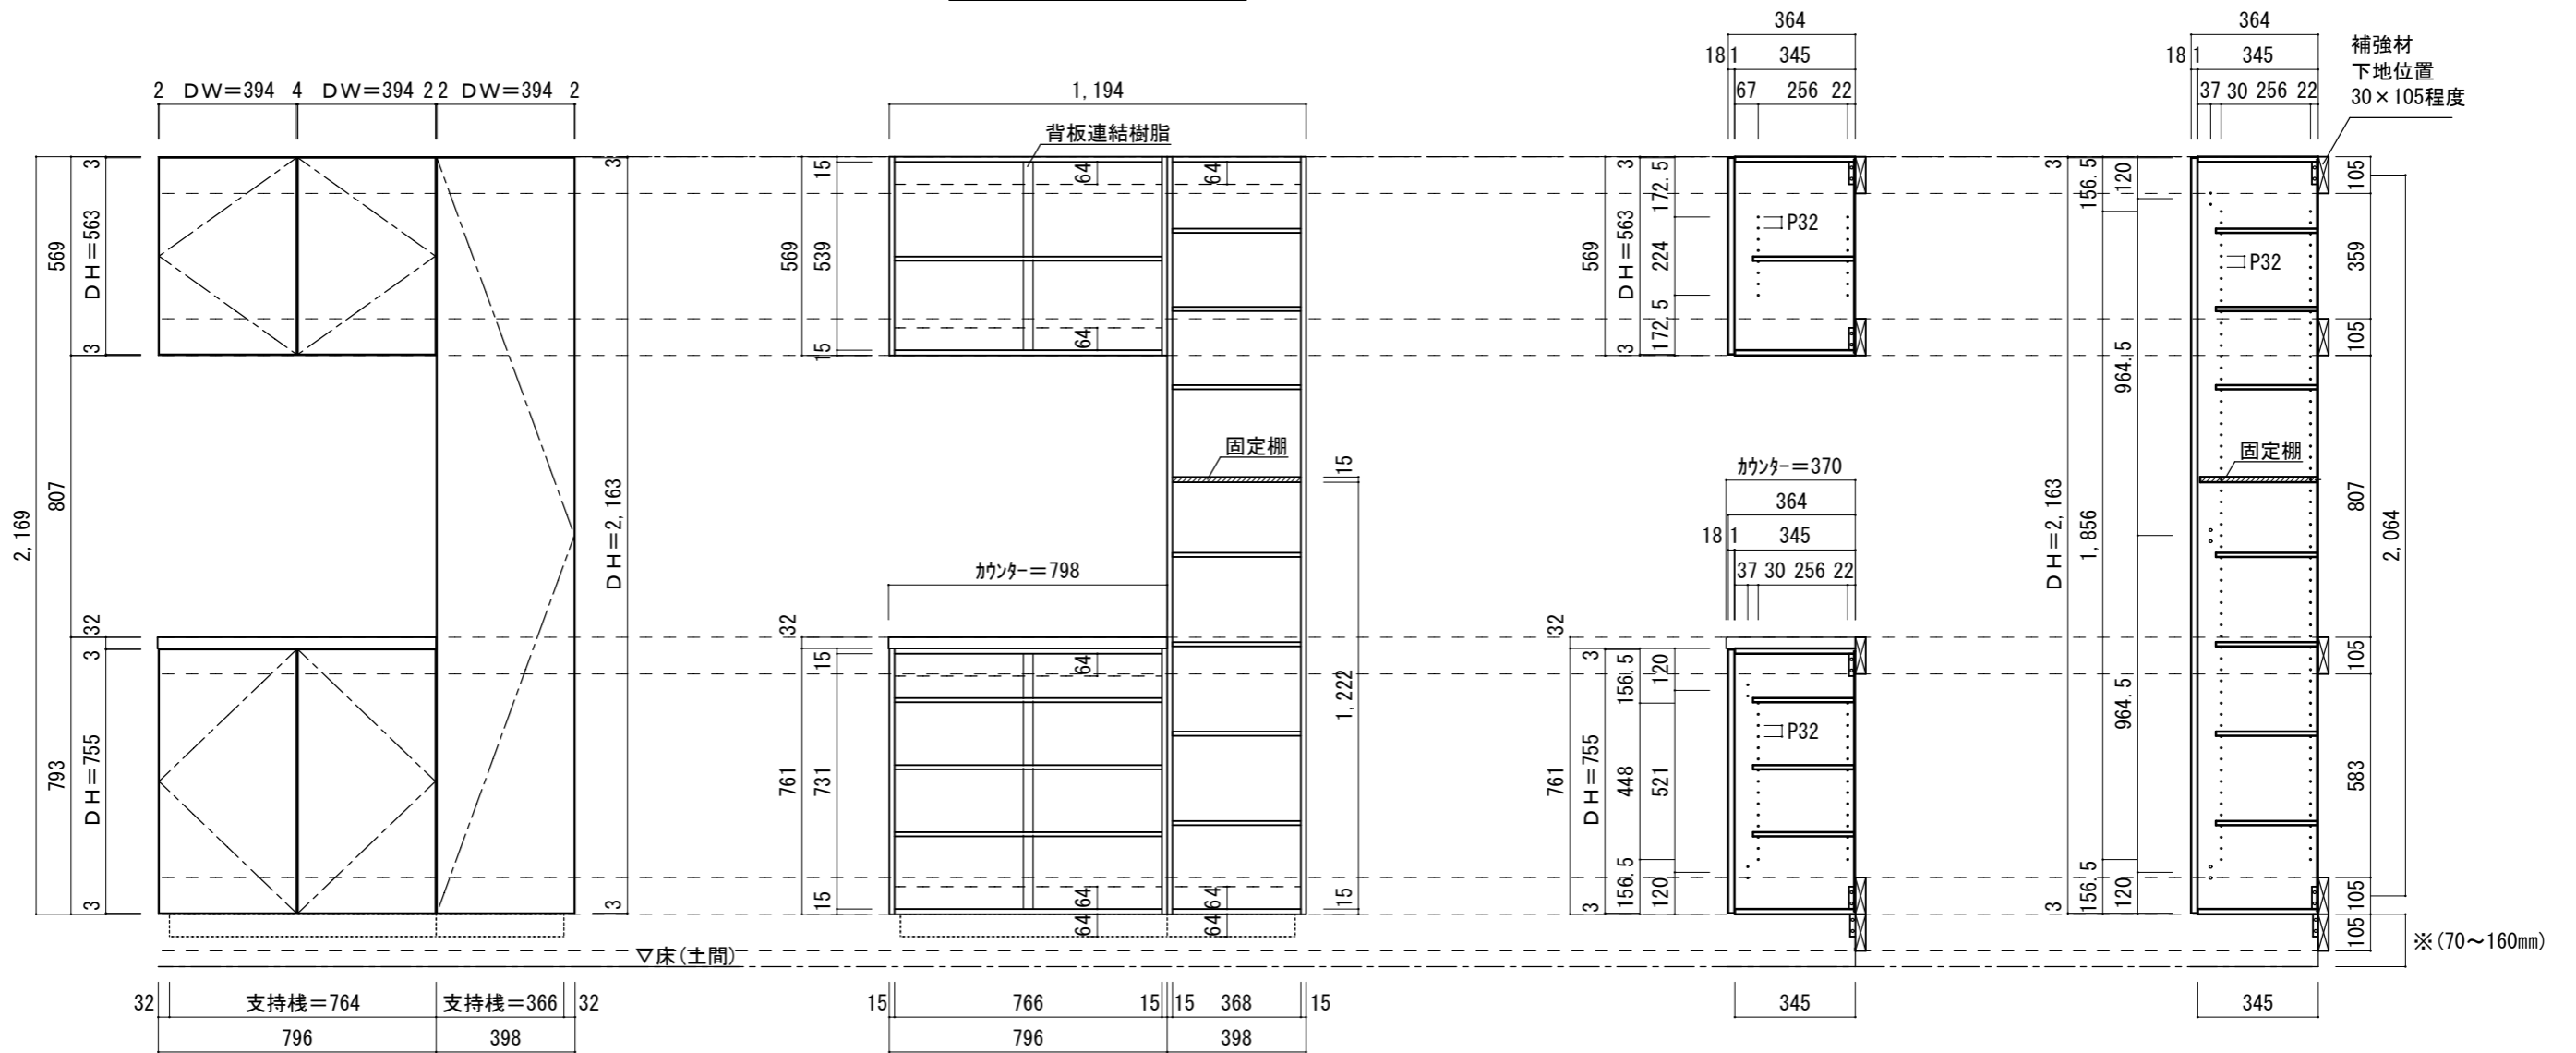 364
364
18 1 345
18 1 345
補強材
下地位置
30×105程度
2 DW=394 4 DW=394 2 2 DW=394 2
1,194
67 256 22
37 30 256 22
背板連結樹脂
3
3
15
64
64
3
172.5
3
156.5
120
105
569
DH=563
569
539
569
DH=563
224
P32
P32
359
3
15
64
3
172.5
964.5
105
2,169
807
DH=2,163
固定棚
15
カウンター=370
364
18 1 345
37 30 256 22
DH=2,163
1,856
固定棚
807
2,064
カウンター=798
32
3
32
15
64
1,222
32
3
156.5
120
964.5
105
793
DH=755
761
731
761
DH=755
448
521
P32
583
3
3
15
64
64
15
3
156.5
120
3
156.5
120
105
64
64
105
※(70~160㎜)
▽床(土間)
32 支持桟=764 支持桟=366 32
15 766 15 15 368 15
345
345
796 398
796 398